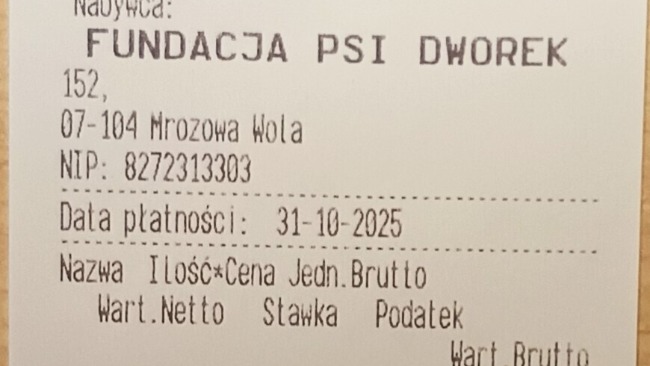 Nabywca:
FUNDACJA PSI DWOREK
152,
07-104 Mrozowa Wola
NIP: 8272313303
Data płatności: 31-10-2025
Nazwa Ilość*Cena Jedn.Brutto
Wart.Netto Stawka Podatek
Wart.Brutto